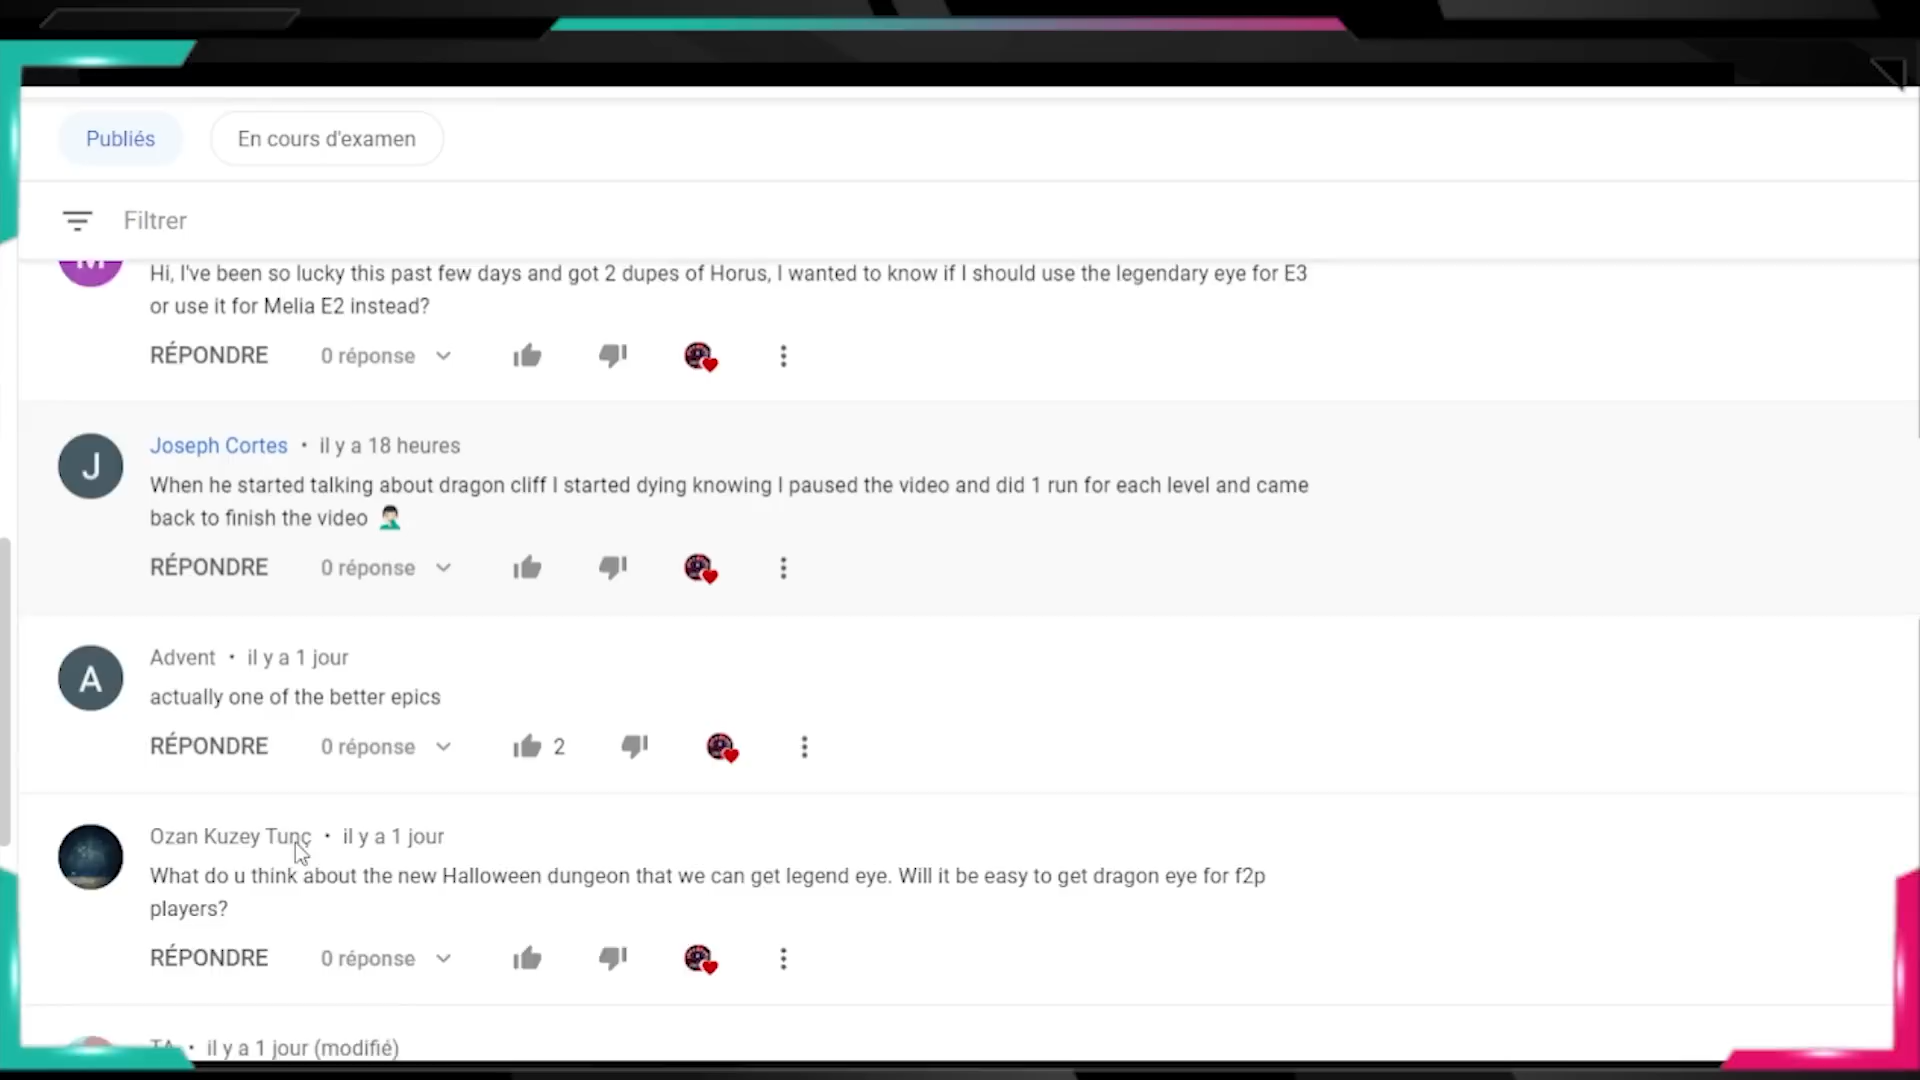 Publiés
En cours d'examen
Filtrer
M
Hi, I've been so lucky this past few days and got 2 dupes of Horus, I wanted to know if I should use the legendary eye for E3
or use it for Melia E2 instead?
RÉPONDRE 0 réponse
J
Joseph Cortes • il y a 18 heures
When he started talking about dragon cliff I started dying knowing I paused the video and did 1 run for each level and came
back to finish the video 🤦🏻‍♂️
RÉPONDRE 0 réponse
A
Advent • il y a 1 jour
actually one of the better epics
RÉPONDRE 0 réponse 2
Ozan Kuzey Tunç • il y a 1 jour
What do u think about the new Halloween dungeon that we can get legend eye. Will it be easy to get dragon eye for f2p
players?
RÉPONDRE 0 réponse
TA • il y a 1 jour (modifié)